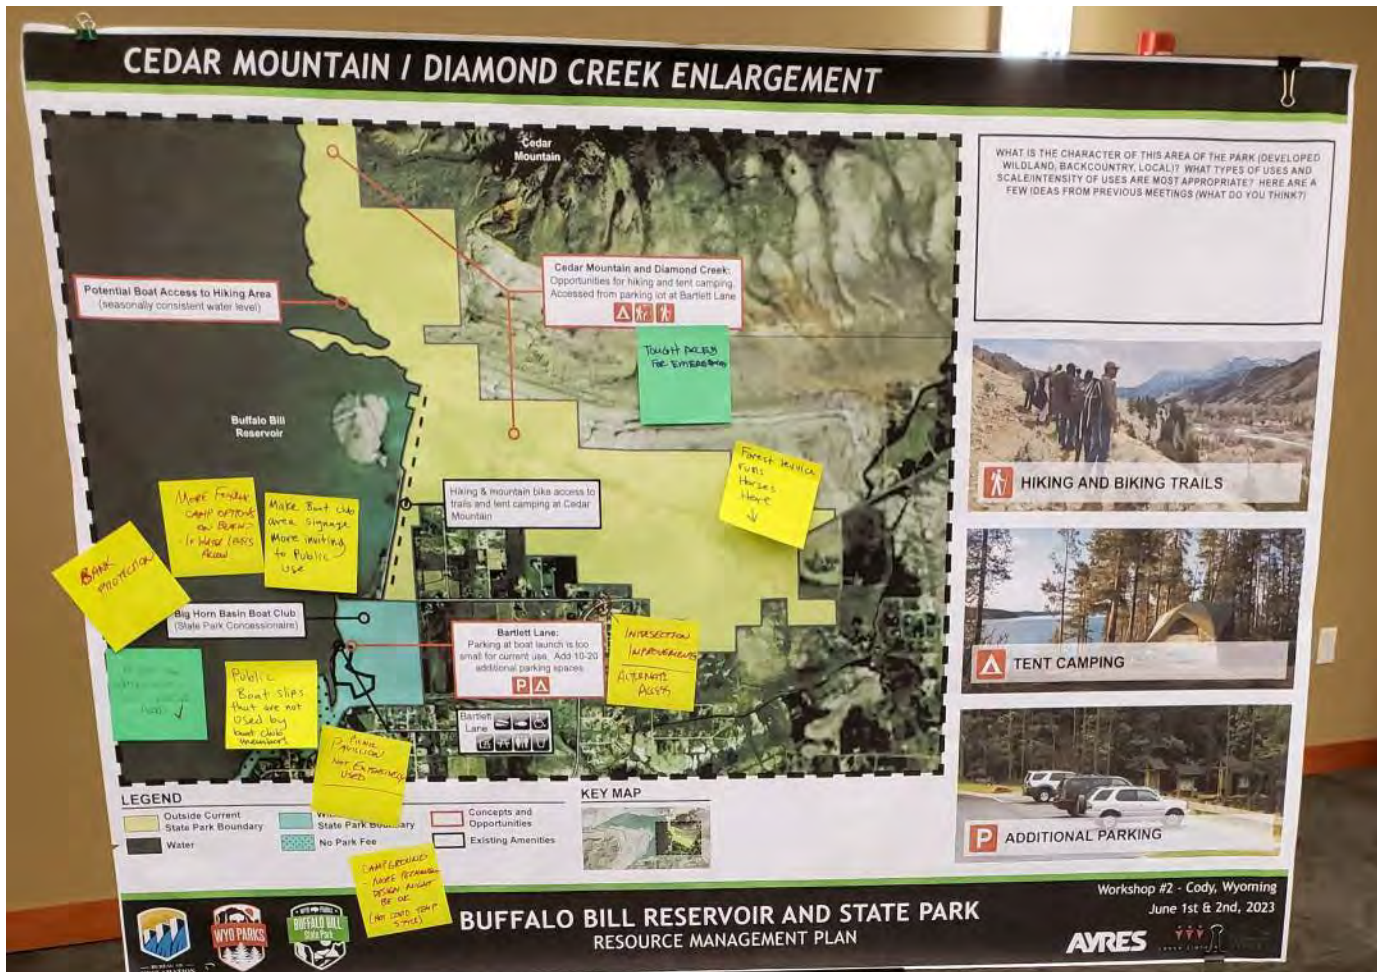 CEDAR MOUNTAIN / DIAMOND CREEK ENLARGEMENT
Cedar
Mountain
WHAT IS THE CHARACTER OF THIS AREA OF THE PARK (DEVELOPED
WILDLAND, BACKCOUNTRY, LOCAL)? WHAT TYPES OF USES AND
SCALE/INTENSITY OF USES ARE MOST APPROPRIATE? HERE ARE A
FEW IDEAS FROM PREVIOUS MEETINGS (WHAT DO YOU THINK?)
Potential Boat Access to Hiking Area
(seasonally consistent water level)
Cedar Mountain and Diamond Creek:
Opportunities for hiking and tent camping.
Accessed from parking lot at Bartlett Lane
TOUGH ACCESS
FOR
Buffalo Bill
Reservoir
Forest Service
runs
Horses
Here
Hiking & mountain bike access to
trails and tent camping at Cedar
Mountain
HIKING AND BIKING TRAILS
MORE
CAMP OPTIONS
ON
IF WATER LEVELS
ALLOW
Make Boat club
area signage
More inviting
to Public
Use
BANK
PROTECTION
Big Horn Basin Boat Club
(State Park Concessionaire)
Bartlett Lane:
Parking at boat launch is too
small for current use. Add 10-20
additional parking spaces.
P
INTERSECTION
IMPROVEMENTS
ALTERNATE
ACCESS
TENT CAMPING
Public
Boat slips
that are not
Used by
boat club
members
Bartlett
Lane
PICNIC
PAVILLION
NOT EXTENSIVELY
USED
LEGEND
Outside Current
State Park Boundary
Water
State Park Boundary
No Park Fee
Concepts and
Opportunities
Existing Amenities
KEY MAP
P ADDITIONAL PARKING
CAMPGROUND
- MORE
DESIGN MIGHT
BE OK
WYO PARKS
WYO PARKS
BUFFALO BILL
State Park
BUFFALO BILL RESERVOIR AND STATE PARK
RESOURCE MANAGEMENT PLAN
Workshop #2 - Cody, Wyoming
June 1st & 2nd, 2023
AYRES